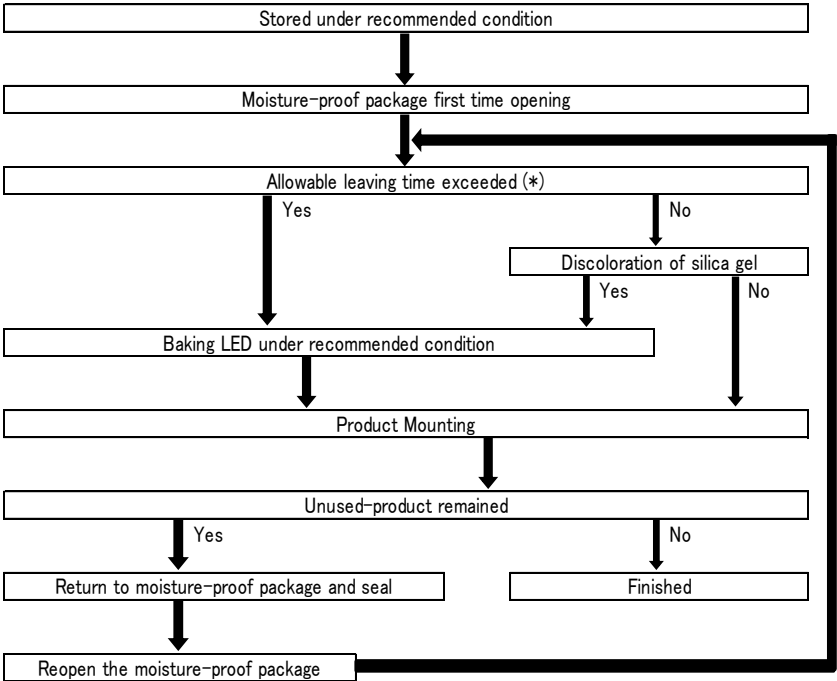 Stored under recommended condition
Moisture-proof package first time opening
Allowable leaving time exceeded (*)
Yes
No
Discoloration of silica gel
Yes
No
Baking LED under recommended condition
Product Mounting
Unused-product remained
Yes
No
Return to moisture-proof package and seal
Finished
Reopen the moisture-proof package